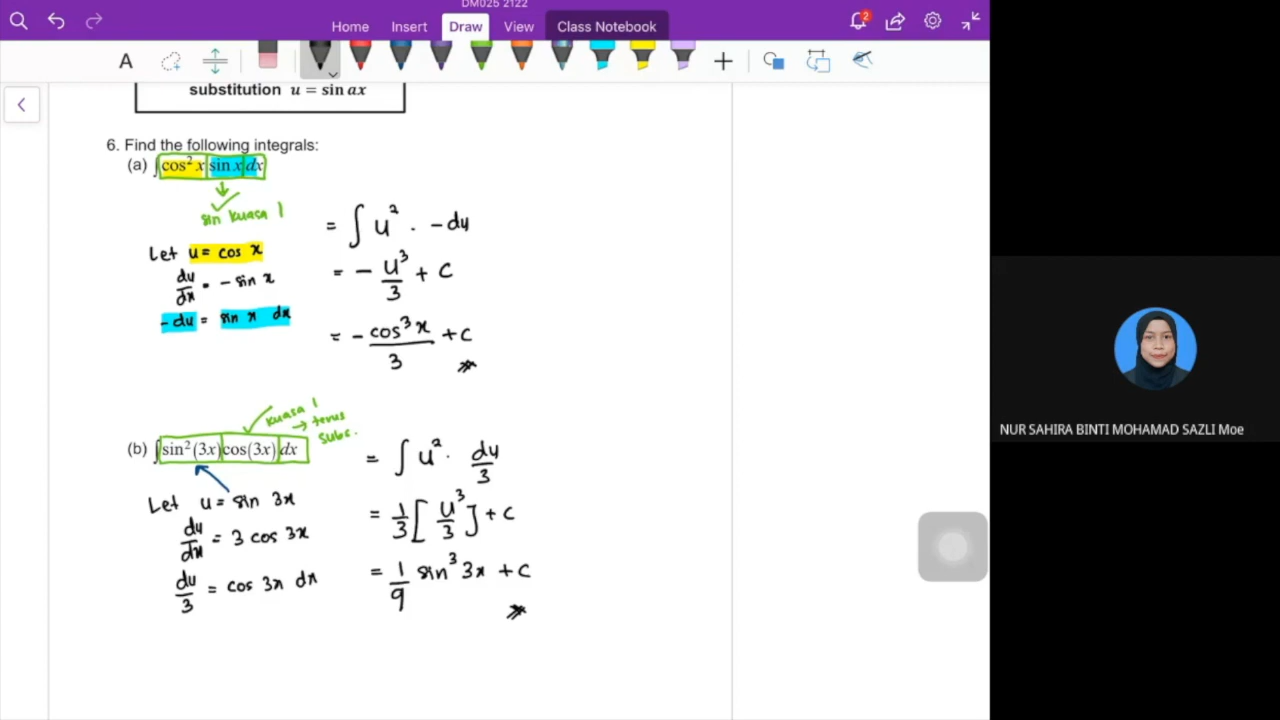 DM025 2122
Home Insert Draw View Class Notebook
2
A
substitution u = sin ax
6. Find the following integrals:
(a) ∫cos² x sin x dx
sin kuasa 1
Let u = cos x
du/dx = - sin x
-du = sin x dx
= ∫ u² · -du
= - u³/3 + c
= - cos³x/3 + c
(b) ∫sin² (3x) cos(3x) dx
kuasa 1
→ terus
subs.
Let u = sin 3x
du/dx = 3 cos 3x
du/3 = cos 3x dx
= ∫ u² · du/3
= 1/3 [ u³/3 ] + c
= 1/9 sin³ 3x + c
NUR SAHIRA BINTI MOHAMAD SAZLI Moe